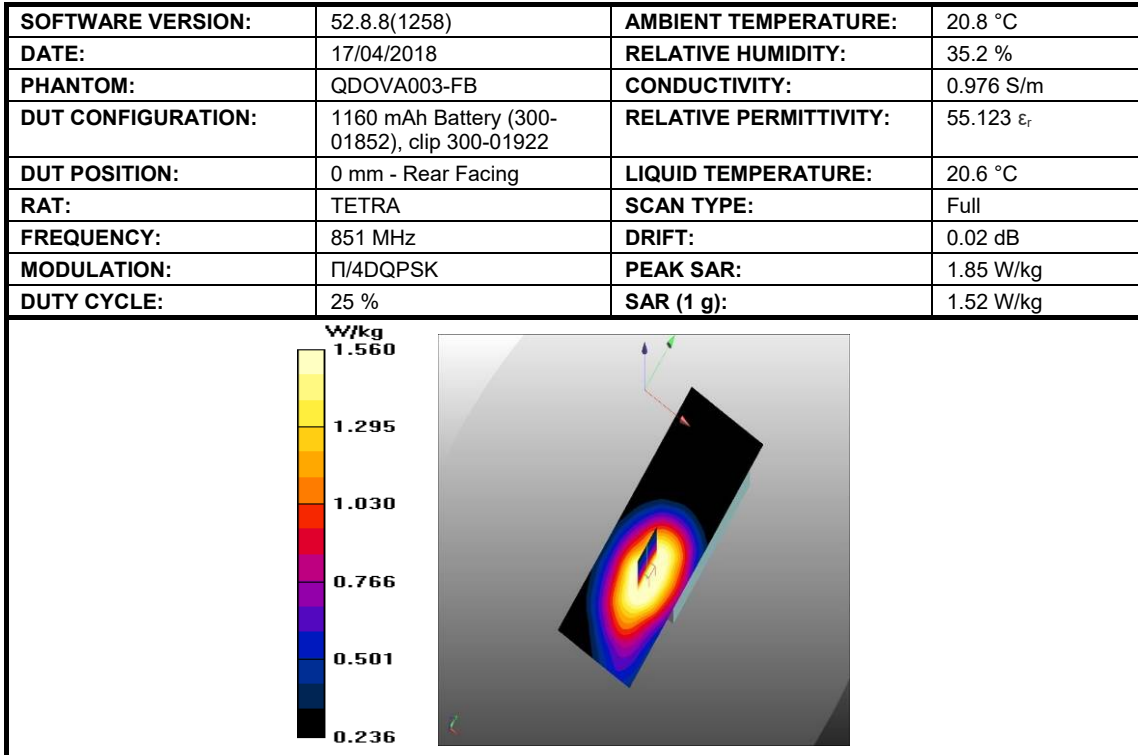 SOFTWARE VERSION: 52.8.8(1258) AMBIENT TEMPERATURE: 20.8 °C
DATE: 17/04/2018 RELATIVE HUMIDITY: 35.2 %
PHANTOM: QDOVA003-FB CONDUCTIVITY: 0.976 S/m
DUT CONFIGURATION: 1160 mAh Battery (300- RELATIVE PERMITTIVITY: 55.123 εr
01852), clip 300-01922
DUT POSITION: 0 mm - Rear Facing LIQUID TEMPERATURE: 20.6 °C
RAT: TETRA SCAN TYPE: Full
FREQUENCY: 851 MHz DRIFT: 0.02 dB
MODULATION: Π/4DQPSK PEAK SAR: 1.85 W/kg
DUTY CYCLE: 25 % SAR (1 g): 1.52 W/kg
W/kg
1.560
1.295
1.030
0.766
0.501
0.236